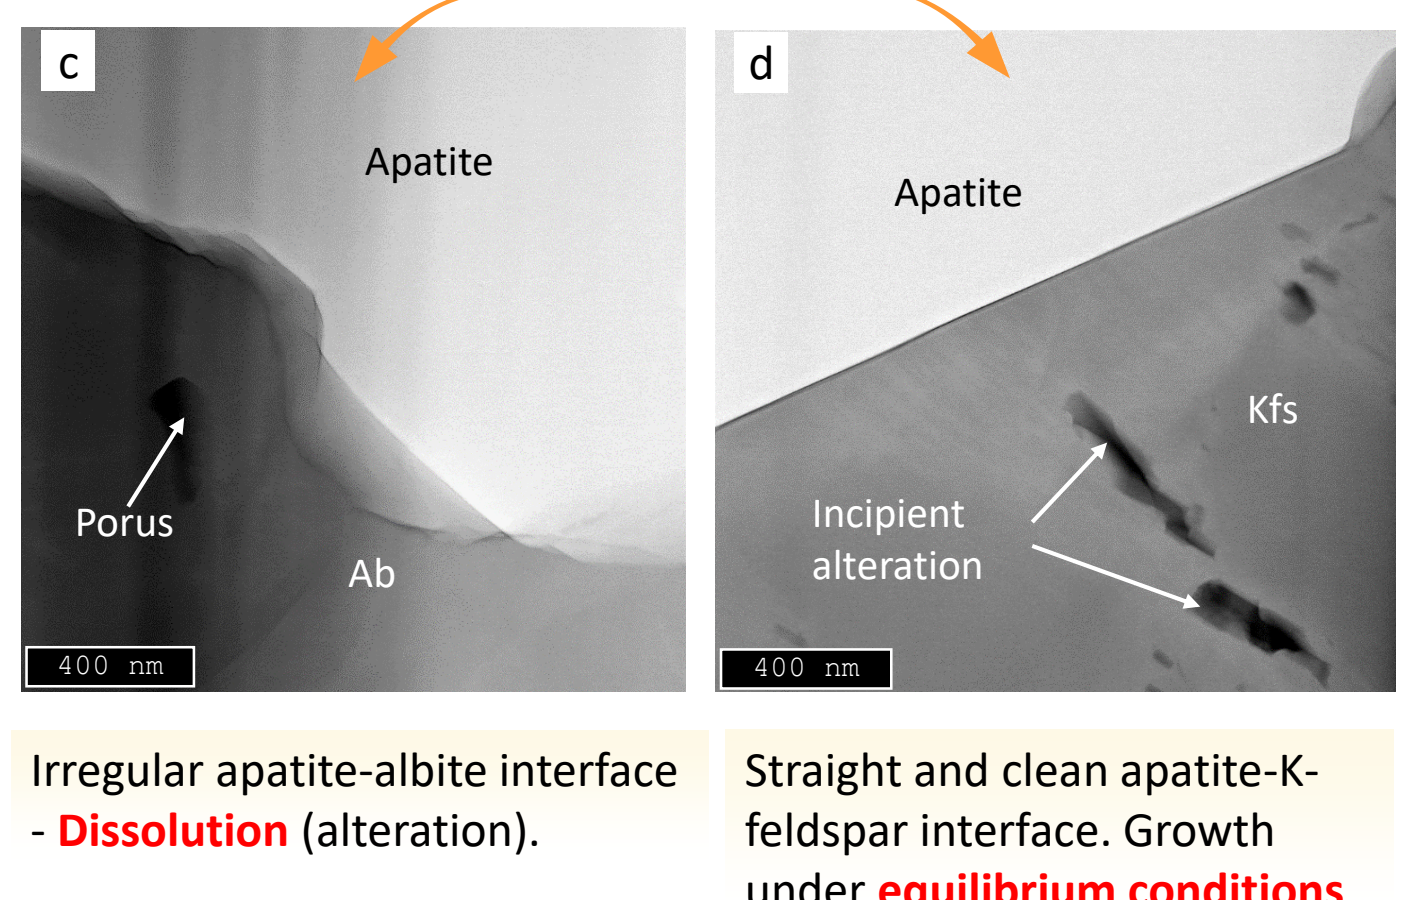 c
Apatite
Porus
Ab
400 nm
d
Apatite
Kfs
Incipient
alteration
400 nm
Irregular apatite-albite interface
- Dissolution (alteration).
Straight and clean apatite-K-
feldspar interface. Growth
under equilibrium conditions